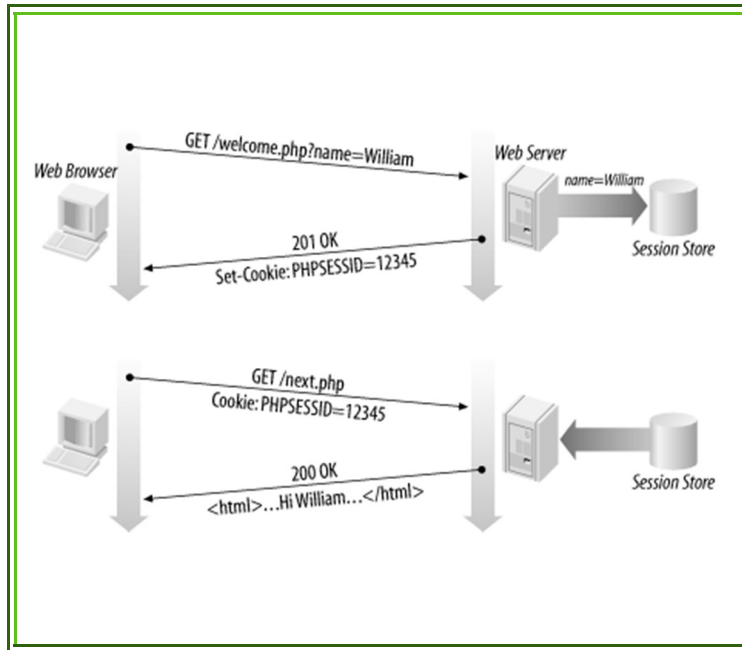 GET /welcome.php?name=William
Web Browser
Web Server
name=William
Session Store
201 OK
Set-Cookie: PHPSESSID=12345
GET /next.php
Cookie: PHPSESSID=12345
200 OK
<html>...Hi William...</html>
Session Store